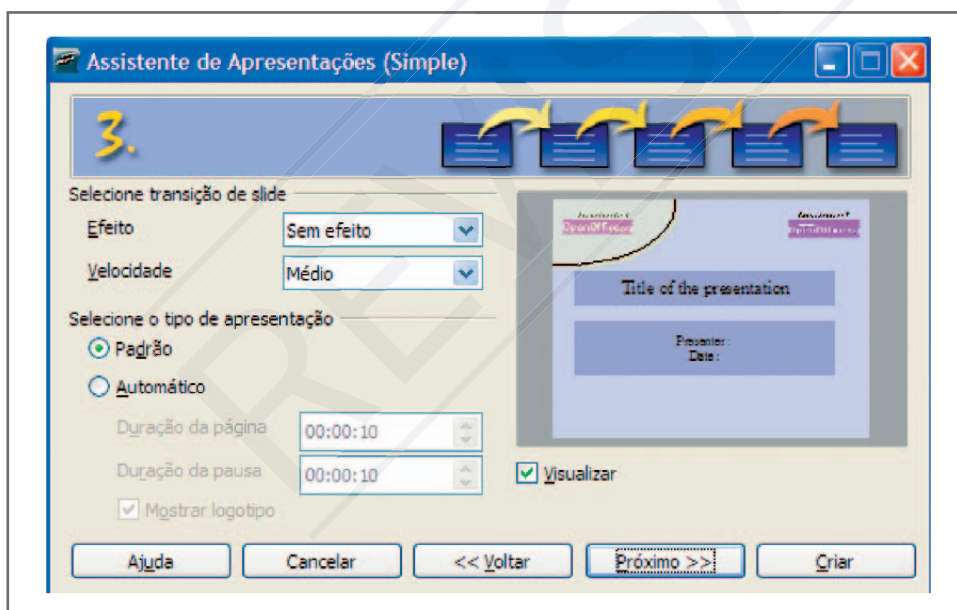 Assistente de Apresentações (Simple)
3.
Selecione transição de slide
Efeito Sem efeito
Velocidade Médio
Selecione o tipo de apresentação
Padrão
Automático
Duração da página 00:00:10
Duração da pausa 00:00:10
Mostrar logotipo
Title of the presentation
Presenter :
Date :
Visualizar
Ajuda Cancelar << Voltar Próximo >> Criar